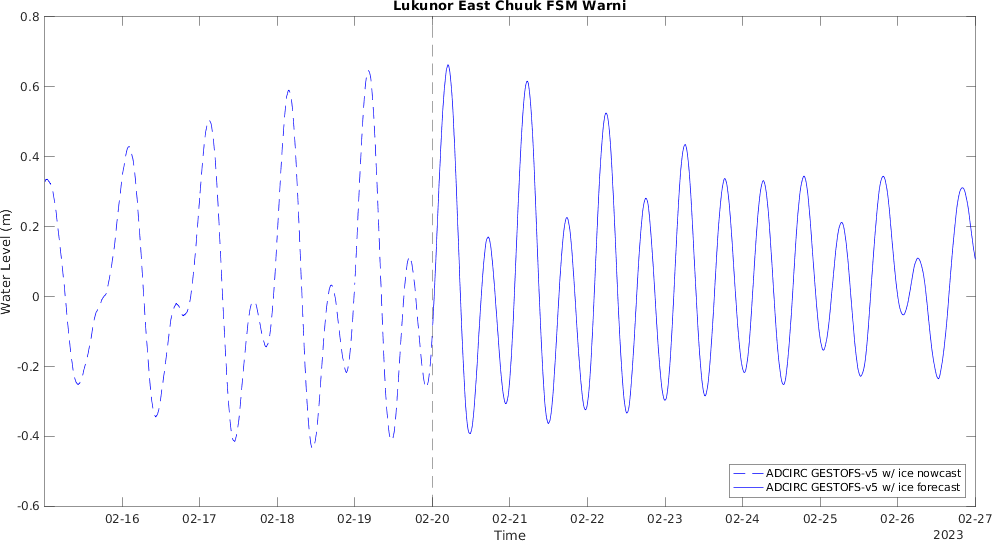 Lukunor East Chuuk FSM Warni
0.8
0.6
0.4
0.2
0
-0.2
-0.4
-0.6
Water Level (m)
ADCIRC GESTOFS-v5 w/ ice nowcast
ADCIRC GESTOFS-v5 w/ ice forecast
02-16 02-17 02-18 02-19 02-20 02-21 02-22 02-23 02-24 02-25 02-26 02-27
Time
2023